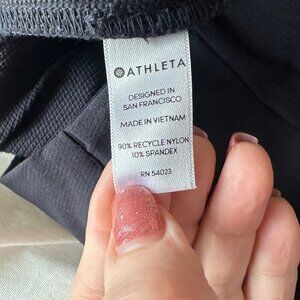 ATHLETA
DESIGNED IN
SAN FRANCISCO
MADE IN VIETNAM
90% RECYCLE NYLON
10% SPANDEX
RN 54023